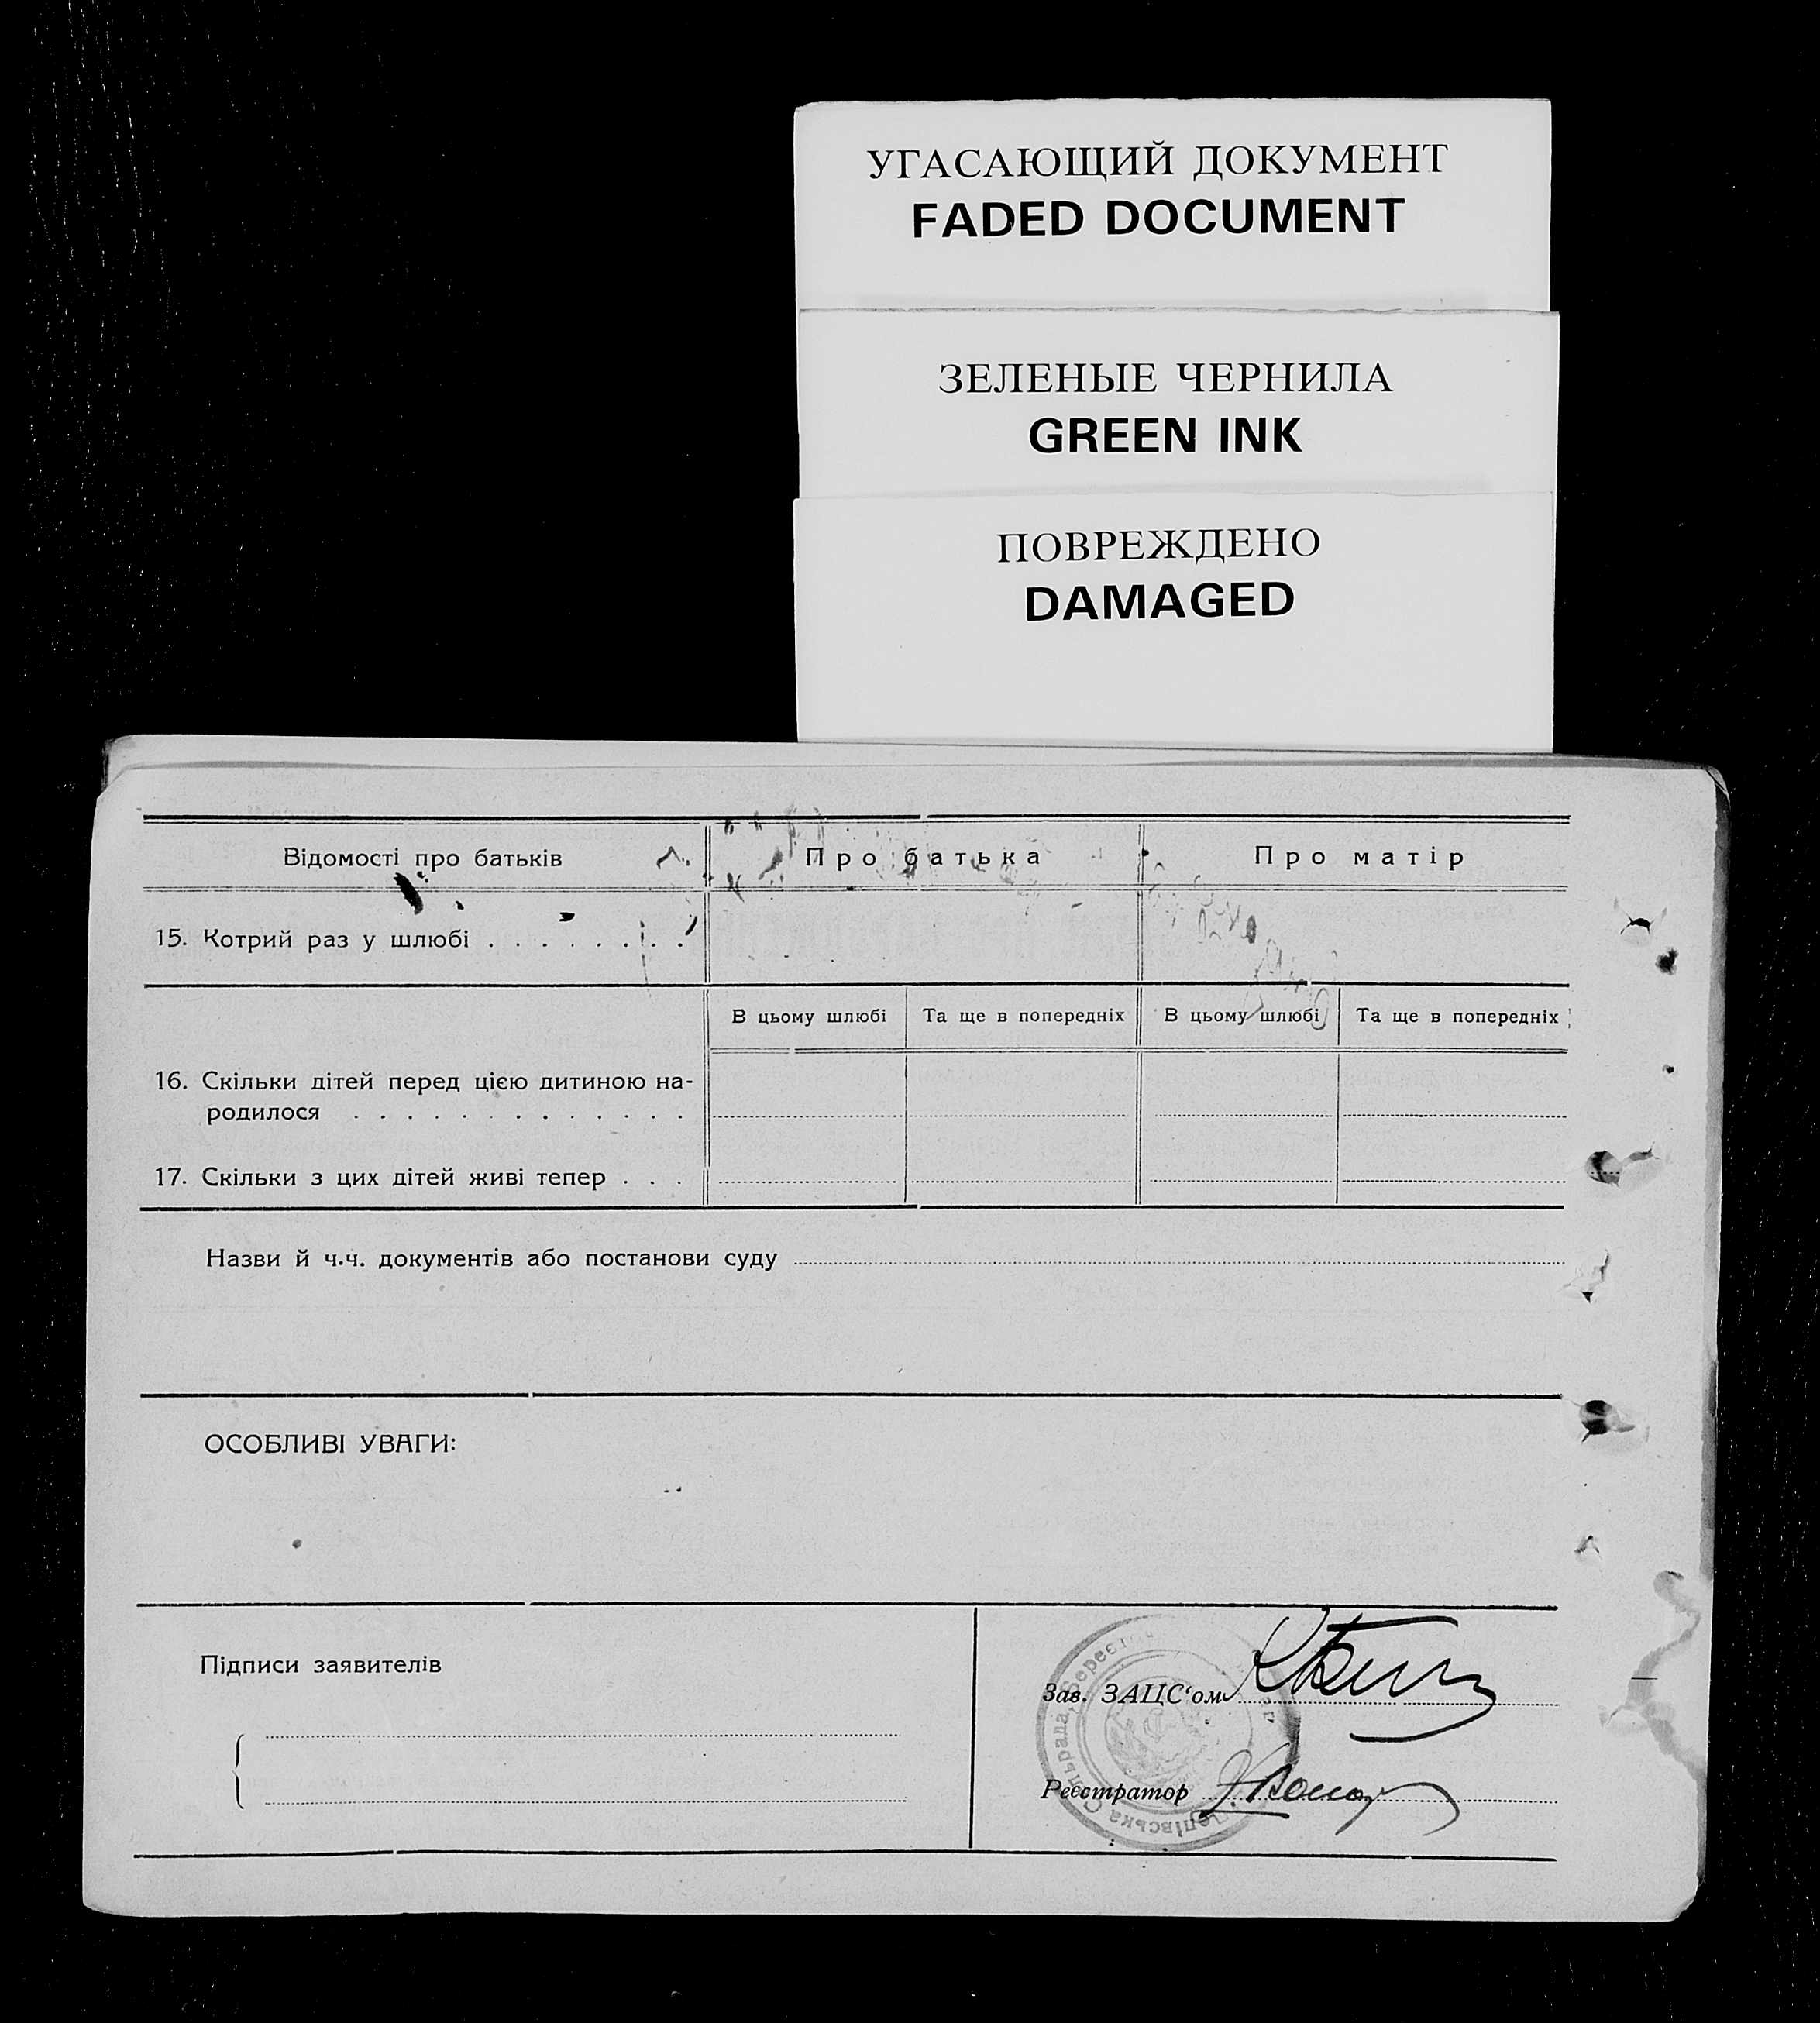 УГАСАЮЩИЙ ДОКУМЕНТ
FADED DOCUMENT
ЗЕЛЕНЫЕ ЧЕРНИЛА
GREEN INK
ПОВРЕЖДЕНО
DAMAGED
Відомості про батьків Про батька Про матір
15. Котрий раз у шлюбі . . . . . . . .
В цьому шлюбі Та ще в попередніх В цьому шлюбі Та ще в попередніх
16. Скільки дітей перед цією дитиною на-
родилося . . . . . . . . . . . . .
17. Скільки з цих дітей живі тепер . . .
Назви й ч.ч. документів або постанови суду
ОСОБЛИВІ УВАГИ:
Підписи заявителів
Зав. ЗАЦС‘ом
Реєстратор